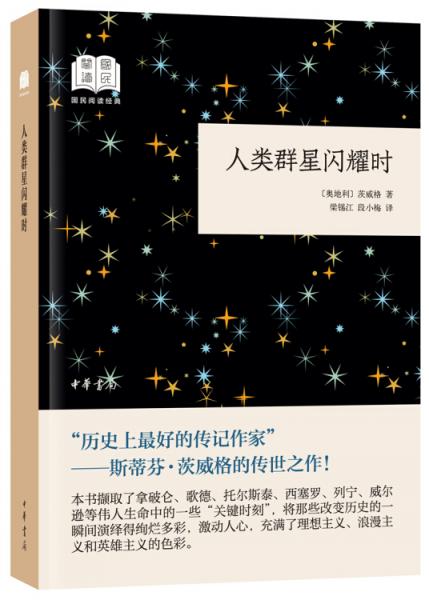 人类群星闪耀时
国民阅读经典
人类群星闪耀时
〔奥地利〕茨威格 著
梁锡江 段小梅 译
中華書局
“历史上最好的传记作家”
——斯蒂芬·茨威格的传世之作!
本书撷取了拿破仑、歌德、托尔斯泰、西塞罗、列宁、威尔
逊等伟人生命中的一些“关键时刻”,将那些改变历史的一
瞬间演绎得绚烂多彩,激动人心,充满了理想主义、浪漫主
义和英雄主义的色彩。
中華書局